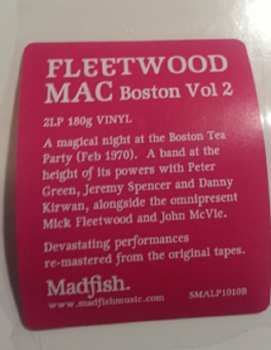 FLEETWOOD
MAC Boston Vol 2
2LP 180g VINYL
A magical night at the Boston Tea
Party (Feb 1970). A band at the
height of its powers with Peter
Green, Jeremy Spencer and Danny
Kirwan, alongside the omnipresent
Mick Fleetwood and John McVie.
Devastating performances
re-mastered from the original tapes.
Madfish.
www.madfishmusic.com SMALP1010B